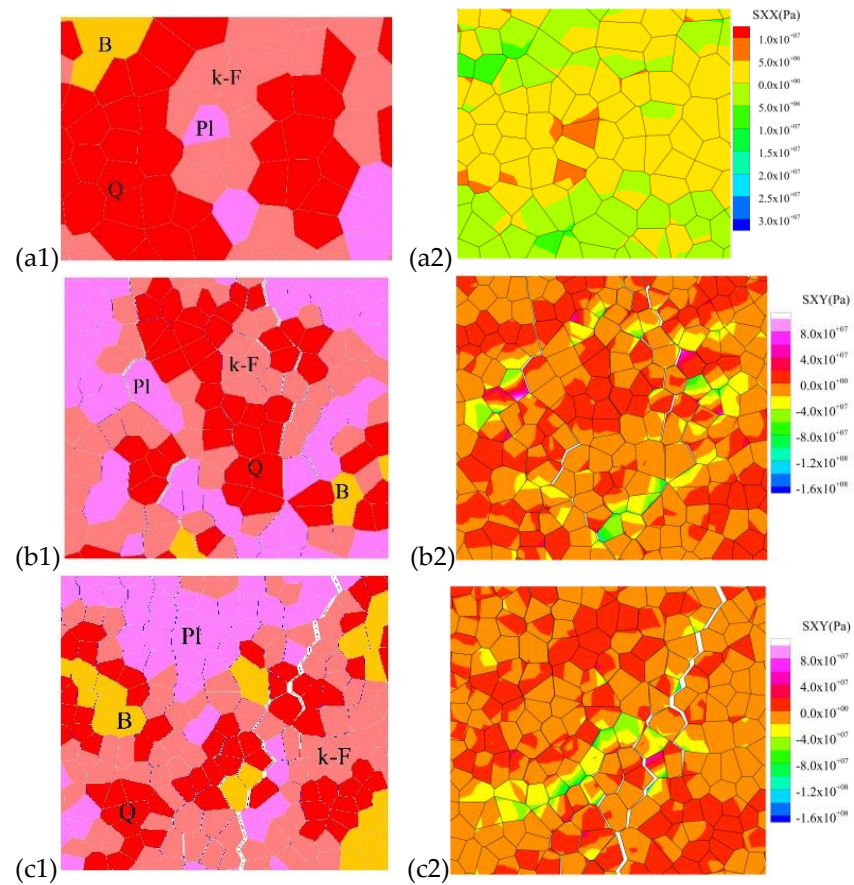 B
k-F
Pl
Q
(a1)
SXX(Pa)
1.0x10+07
5.0x10+06
0.0x10+00
5.0x10+06
1.0x10+07
1.5x10+07
2.0x10+07
2.5x10+07
3.0x10+07
(a2)
k-F
Pl
Q
B
(b1)
SXY(Pa)
8.0x10+07
4.0x10+07
0.0x10+00
-4.0x10+07
-8.0x10+07
-1.2x10+08
-1.6x10+08
(b2)
Pl
B
k-F
Q
(c1)
SXY(Pa)
8.0x10+07
4.0x10+07
0.0x10+00
-4.0x10+07
-8.0x10+07
-1.2x10+08
-1.6x10+08
(c2)